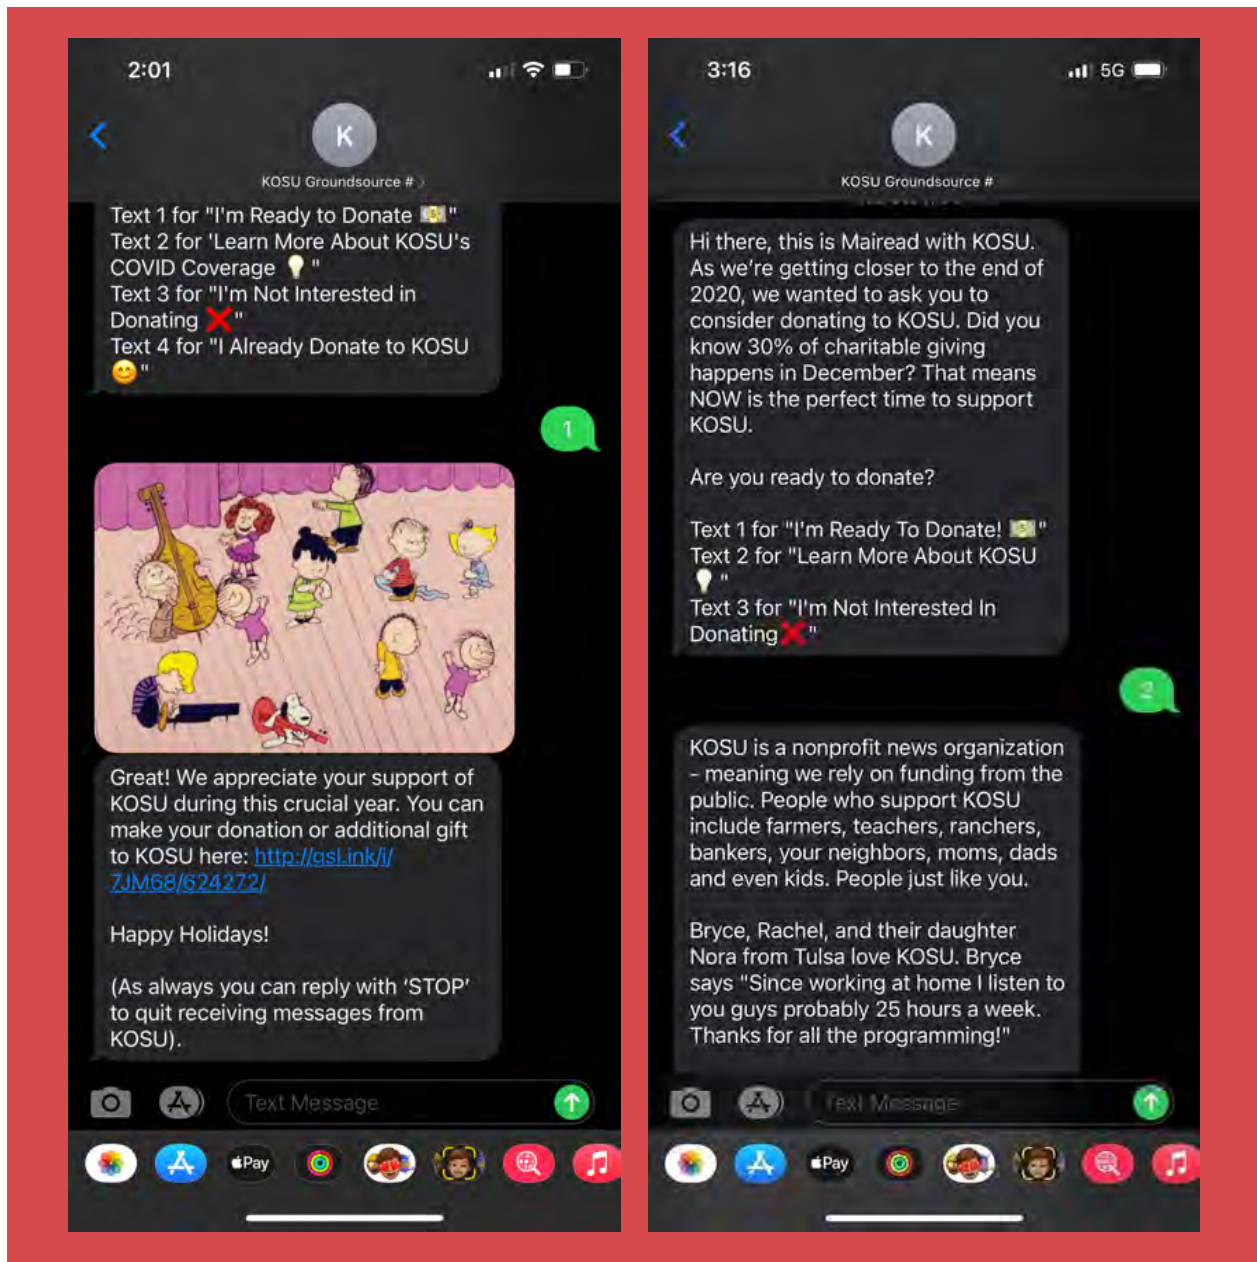 2:01
K
KOSU Groundsource #
Text 1 for "I'm Ready to Donate 💵"
Text 2 for 'Learn More About KOSU's
COVID Coverage 💡 "
Text 3 for "I'm Not Interested in
Donating ❌"
Text 4 for "I Already Donate to KOSU
😊"
1
Great! We appreciate your support of
KOSU during this crucial year. You can
make your donation or additional gift
to KOSU here: http://gsl.ink/i/
7JM68/624272/
Happy Holidays!
(As always you can reply with ‘STOP’
to quit receiving messages from
KOSU).
Text Message
Pay
3:16
5G
K
KOSU Groundsource #
Hi there, this is Mairead with KOSU.
As we’re getting closer to the end of
2020, we wanted to ask you to
consider donating to KOSU. Did you
know 30% of charitable giving
happens in December? That means
NOW is the perfect time to support
KOSU.
Are you ready to donate?
Text 1 for "I'm Ready To Donate! 💵"
Text 2 for "Learn More About KOSU
💡 "
Text 3 for "I'm Not Interested In
Donating❌"
2
KOSU is a nonprofit news organization
- meaning we rely on funding from the
public. People who support KOSU
include farmers, teachers, ranchers,
bankers, your neighbors, moms, dads
and even kids. People just like you.
Bryce, Rachel, and their daughter
Nora from Tulsa love KOSU. Bryce
says "Since working at home I listen to
you guys probably 25 hours a week.
Thanks for all the programming!"
Text Message
Pay